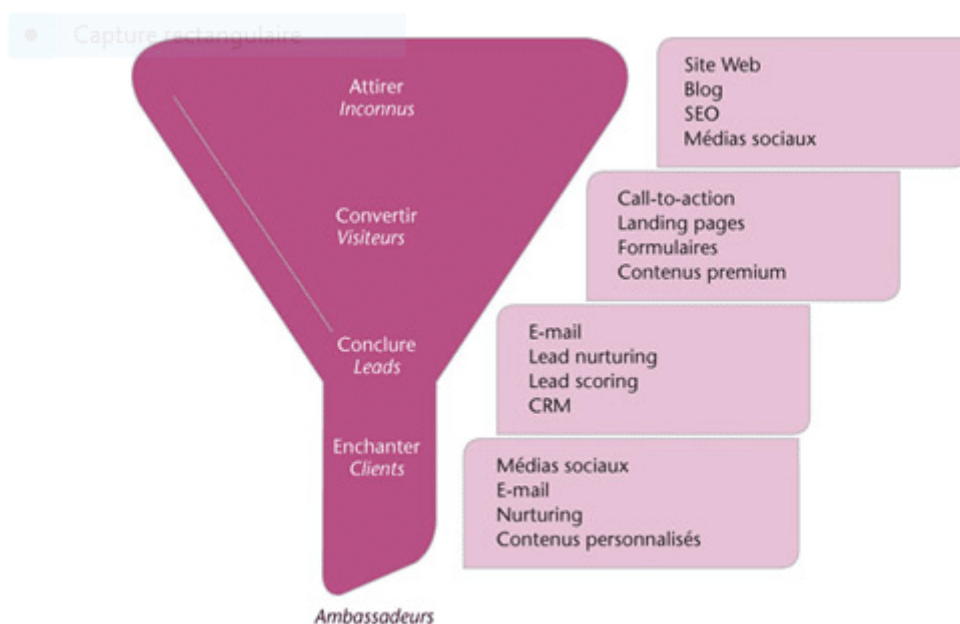 Capture rectangulaire
Attirer
Inconnus
Site Web
Blog
SEO
Médias sociaux
Convertir
Visiteurs
Call-to-action
Landing pages
Formulaires
Contenus premium
Conclure
Leads
E-mail
Lead nurturing
Lead scoring
CRM
Enchanter
Clients
Médias sociaux
E-mail
Nurturing
Contenus personnalisés
Ambassadeurs